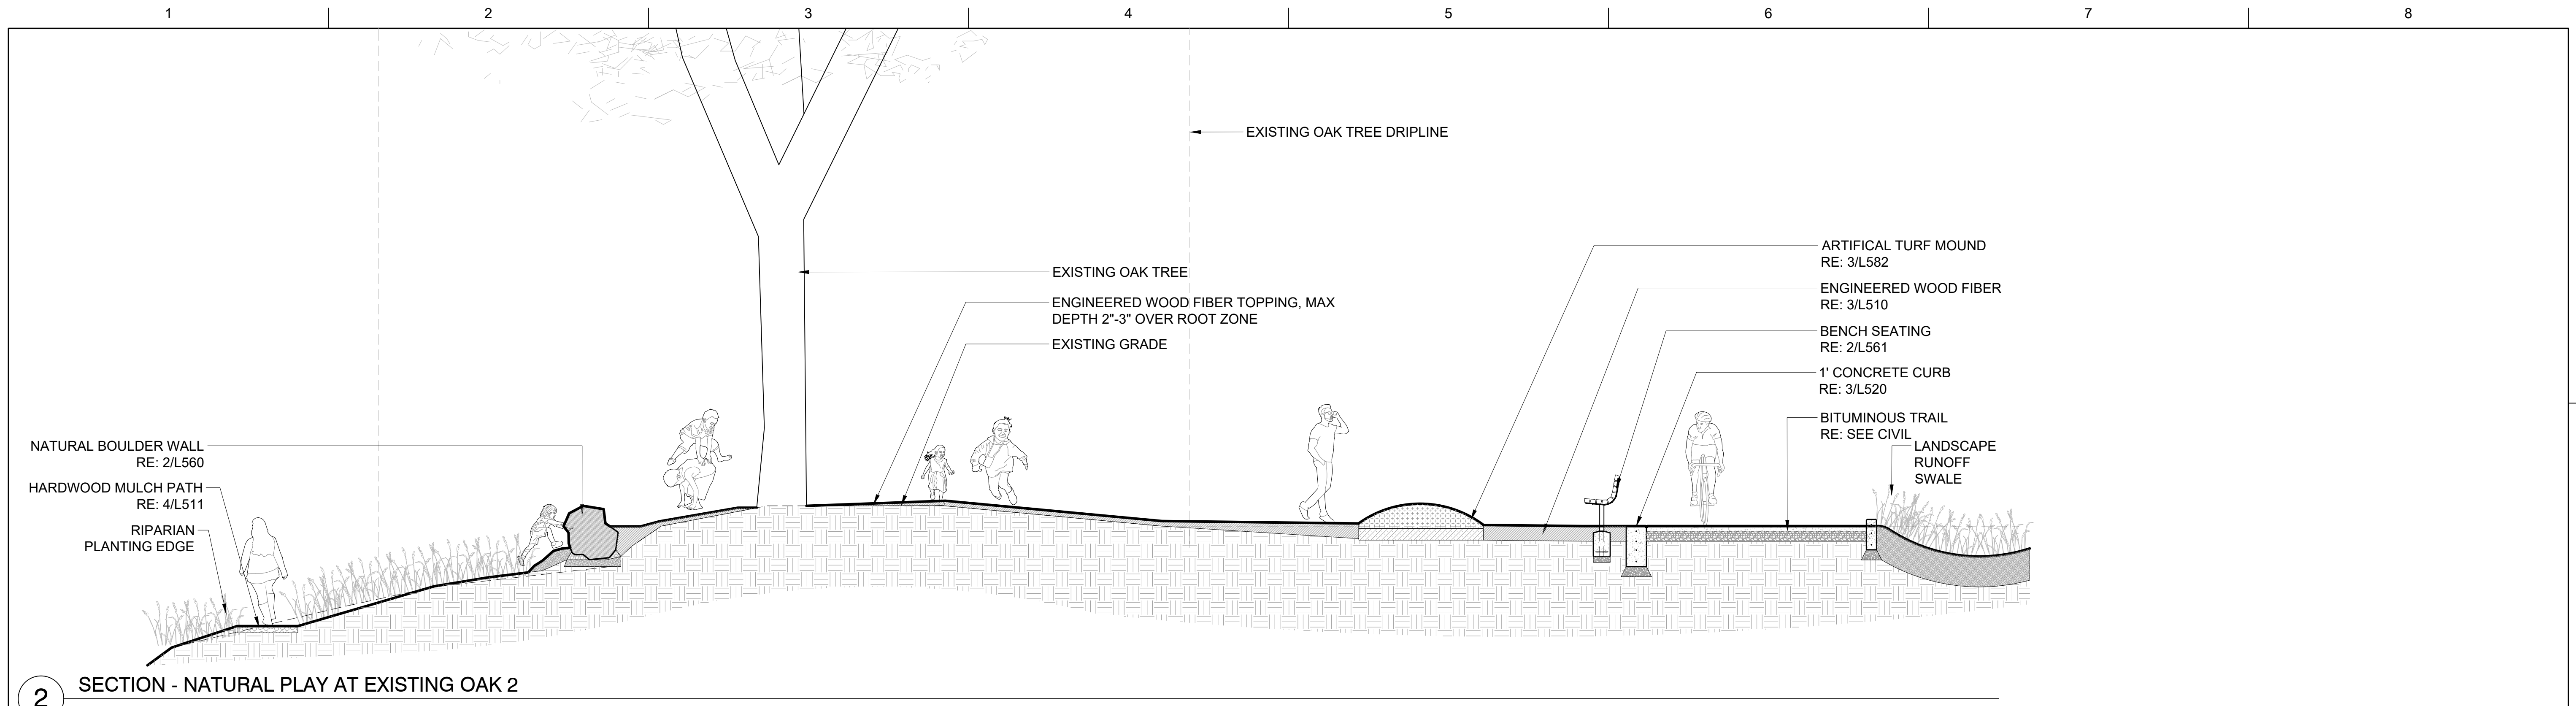 1 2 3 4 5 6 7 8
EXISTING OAK TREE DRIPLINE
ARTIFICAL TURF MOUND
RE: 3/L582
EXISTING OAK TREE
ENGINEERED WOOD FIBER
RE: 3/L510
ENGINEERED WOOD FIBER TOPPING, MAX
DEPTH 2"-3" OVER ROOT ZONE
BENCH SEATING
RE: 2/L561
EXISTING GRADE
1' CONCRETE CURB
RE: 3/L520
BITUMINOUS TRAIL
RE: SEE CIVIL
LANDSCAPE
RUNOFF
SWALE
NATURAL BOULDER WALL
RE: 2/L560
HARDWOOD MULCH PATH
RE: 4/L511
RIPARIAN
PLANTING EDGE
2 SECTION - NATURAL PLAY AT EXISTING OAK 2